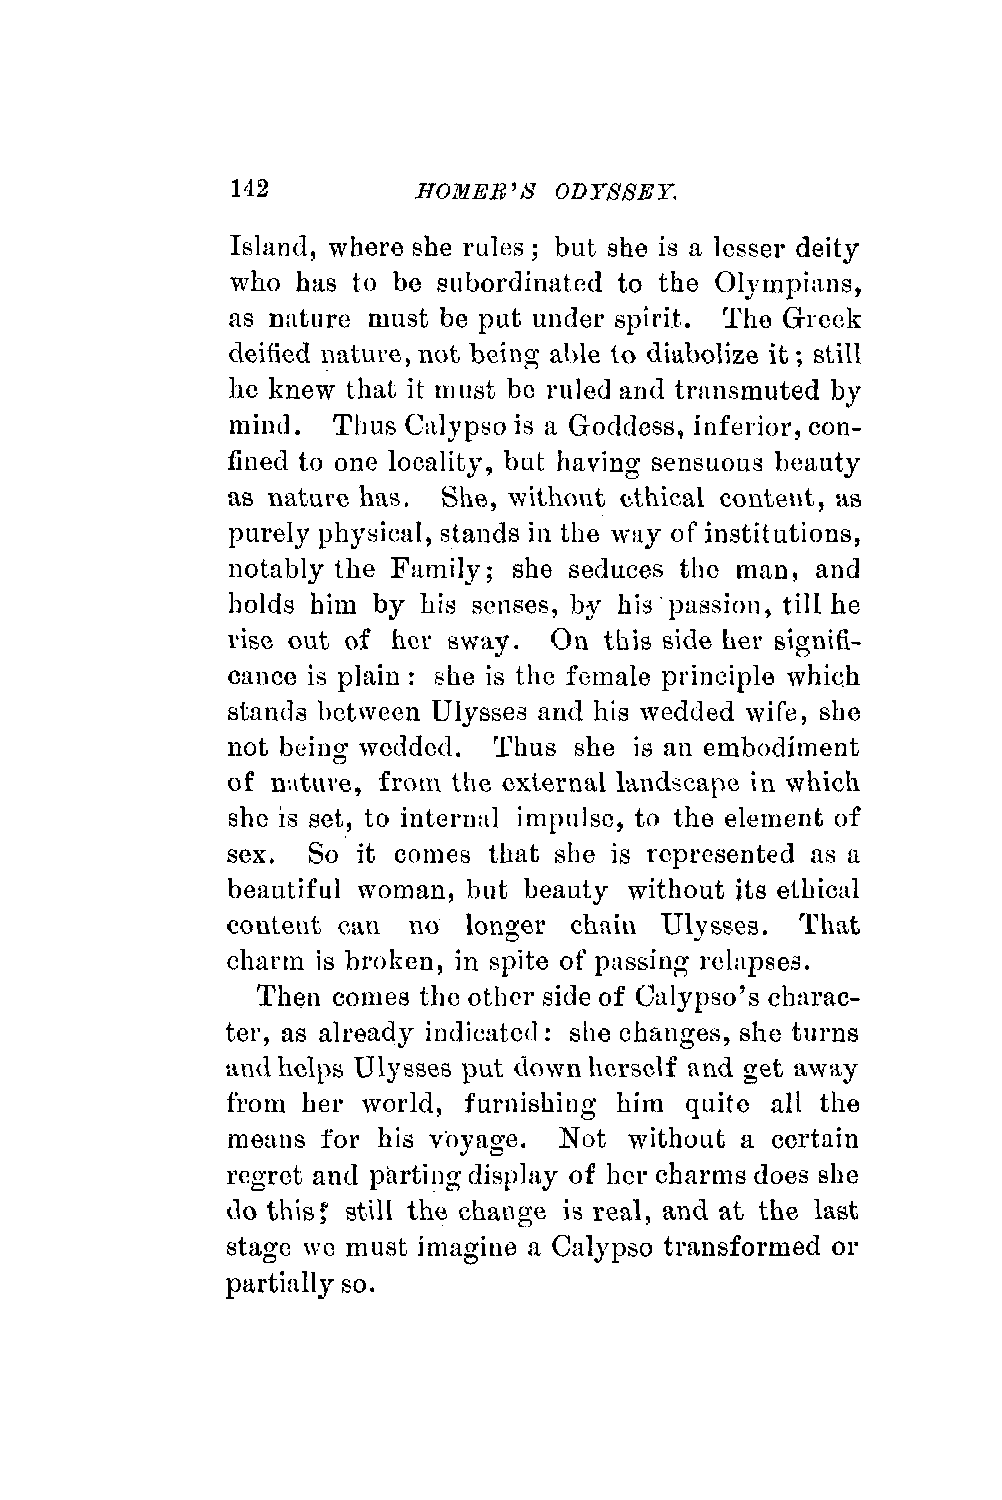 142 HOMER'S ODYSSEY.
Island, where she rules; but she is a lesser deity
who has to be subordinated to the Olympians,
as nature must be put under spirit. The Greek
deified nature, not being able to diabolize it; still
he knew that it must be ruled and transmuted by
mind. Thus Calypso is a Goddess, inferior, con-
fined to one locality, but having sensuous beauty
as nature has. She, without ethical content, as
purely physical, stands in the way of institutions,
notably the Family; she seduces the man, and
holds him by his senses, by his passion, till he
rise out of her sway. On this side her signifi-
cance is plain: she is the female principle which
stands between Ulysses and his wedded wife, she
not being wedded. Thus she is an embodiment
of nature, from the external landscape in which
she is set, to internal impulse, to the element of
sex. So it comes that she is represented as a
beautiful woman, but beauty without its ethical
content can no longer chain Ulysses. That
charm is broken, in spite of passing relapses.
Then comes the other side of Calypso's charac-
ter, as already indicated: she changes, she turns
and helps Ulysses put down herself and get away
from her world, furnishing him quite all the
means for his voyage. Not without a certain
regret and parting display of her charms does she
do this; still the change is real, and at the last
stage we must imagine a Calypso transformed or
partially so.